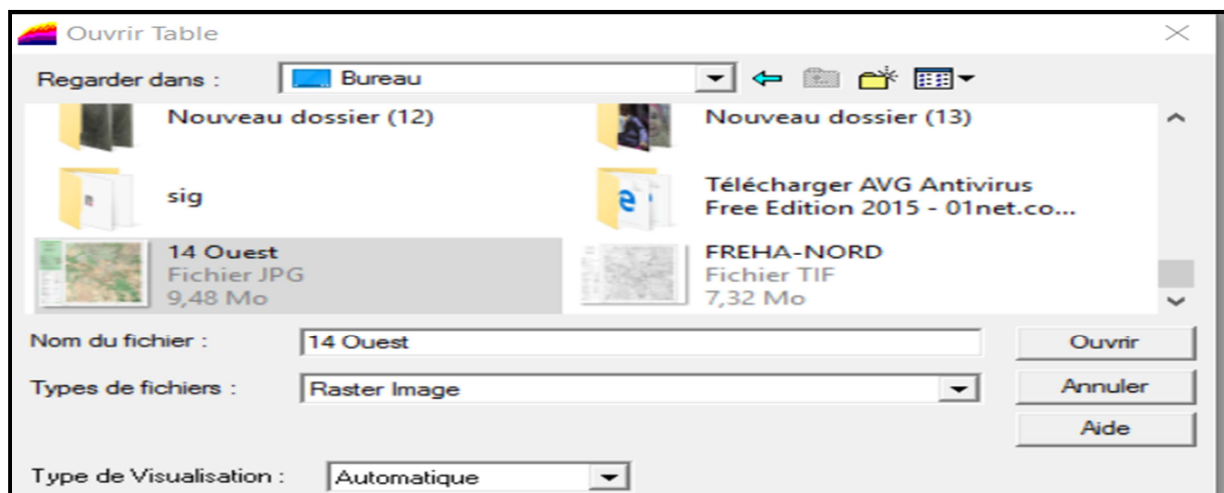 Ouvrir Table
Regarder dans :
Bureau
Nouveau dossier (12)
Nouveau dossier (13)
sig
Télécharger AVG Antivirus
Free Edition 2015 - 01net.co...
14 Ouest
Fichier JPG
9,48 Mo
FREHA-NORD
Fichier TIF
7,32 Mo
Nom du fichier :
14 Ouest
Ouvrir
Types de fichiers :
Raster Image
Annuler
Aide
Type de Visualisation :
Automatique